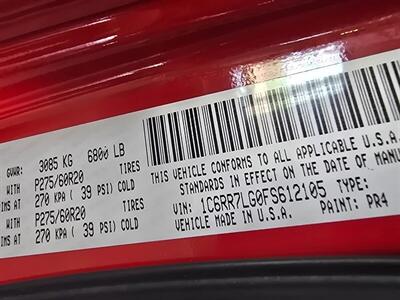 GVWR: 3085 KG 6800 LB
WITH TIRES
P275/60R20
270 KPA ( 39 PSI) COLD
WITH TIRES
P275/60R20
270 KPA ( 39 PSI) COLD
THIS VEHICLE CONFORMS TO ALL APPLICABLE U.S.A.
STANDARDS IN EFFECT ON THE DATE OF MANU
VIN: 1C6RR7LG0FS612105 TYPE:
VEHICLE MADE IN U.S.A. PAINT: PR4